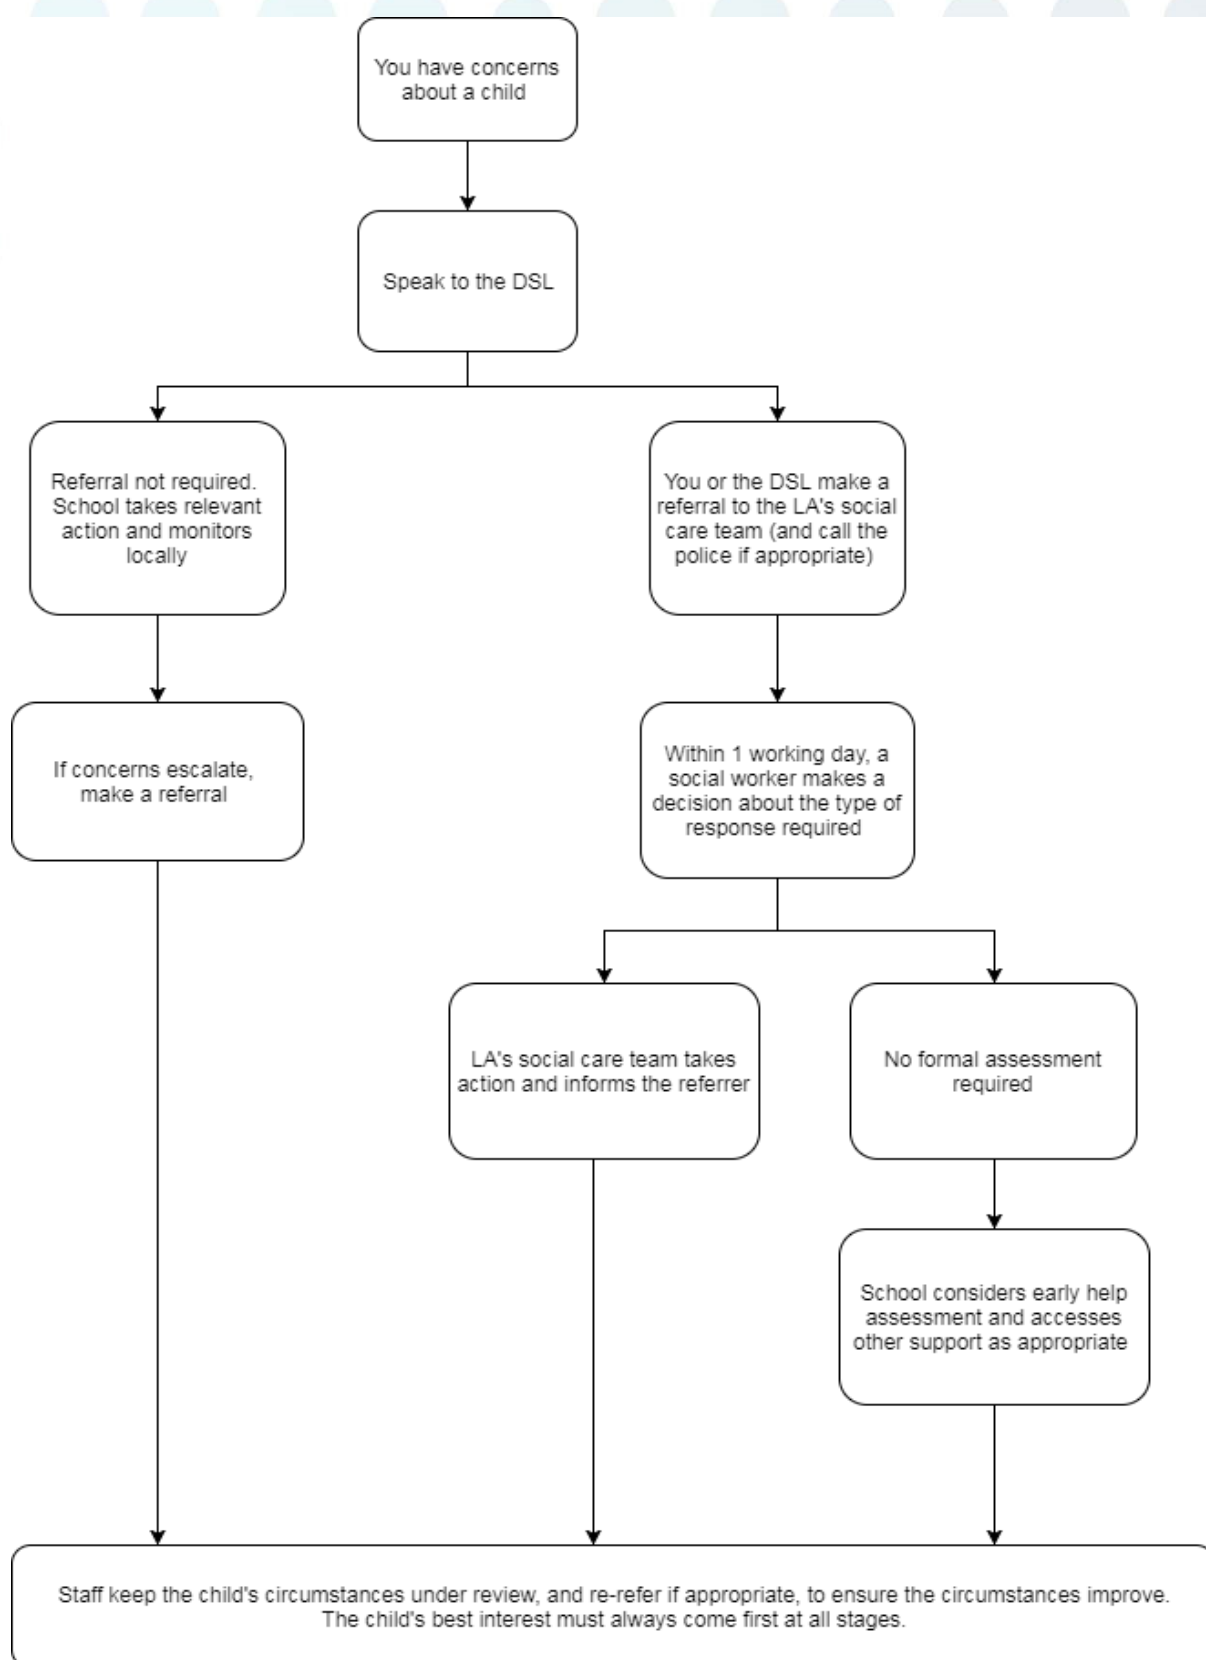 You have concerns
about a child
Speak to the DSL
Referral not required.
School takes relevant
action and monitors
locally
You or the DSL make a
referral to the LA's social
care team (and call the
police if appropriate)
If concerns escalate,
make a referral
Within 1 working day, a
social worker makes a
decision about the type of
response required
LA's social care team takes
action and informs the referrer
No formal assessment
required
School considers early help
assessment and accesses
other support as appropriate
Staff keep the child's circumstances under review, and re-refer if appropriate, to ensure the circumstances improve.
The child's best interest must always come first at all stages.